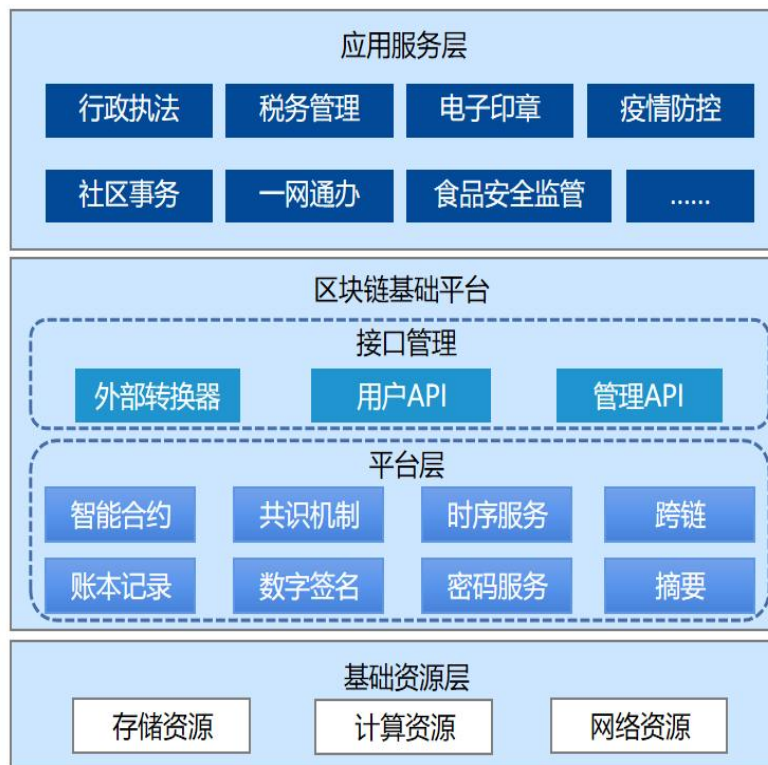 应用服务层
行政执法 税务管理 电子印章 疫情防控
社区事务 一网通办 食品安全监管 ......
区块链基础平台
接口管理
外部转换器 用户API 管理API
平台层
智能合约 共识机制 时序服务 跨链
账本记录 数字签名 密码服务 摘要
基础资源层
存储资源 计算资源 网络资源